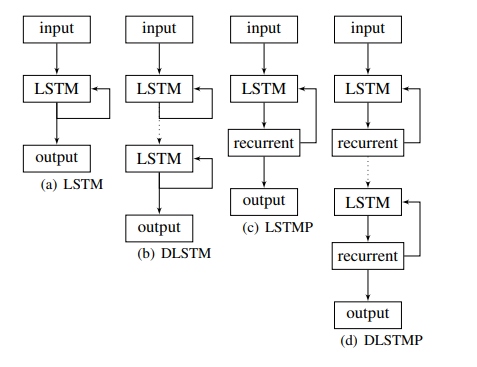 input
LSTM
output
(a) LSTM
input
LSTM
LSTM
output
(b) DLSTM
input
LSTM
recurrent
output
(c) LSTMP
input
LSTM
recurrent
LSTM
recurrent
output
(d) DLSTMP